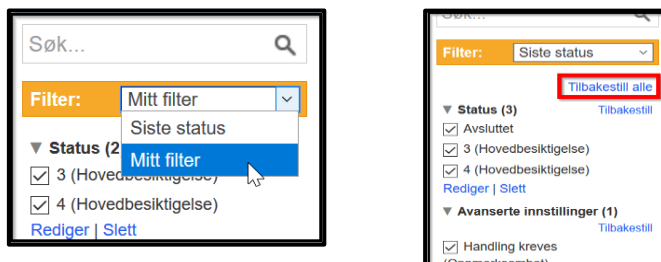 Søk...
Filter: Mitt filter
Siste status
Mitt filter
Status (2
3 (Hovedbesiktigelse)
4 (Hovedbesiktigelse)
Rediger | Slett
Søk...
Filter: Siste status
Tilbakestill alle
Status (3) Tilbakestill
Avsluttet
3 (Hovedbesiktigelse)
4 (Hovedbesiktigelse)
Rediger | Slett
Avanserte innstillinger (1)
Tilbakestill
Handling kreves